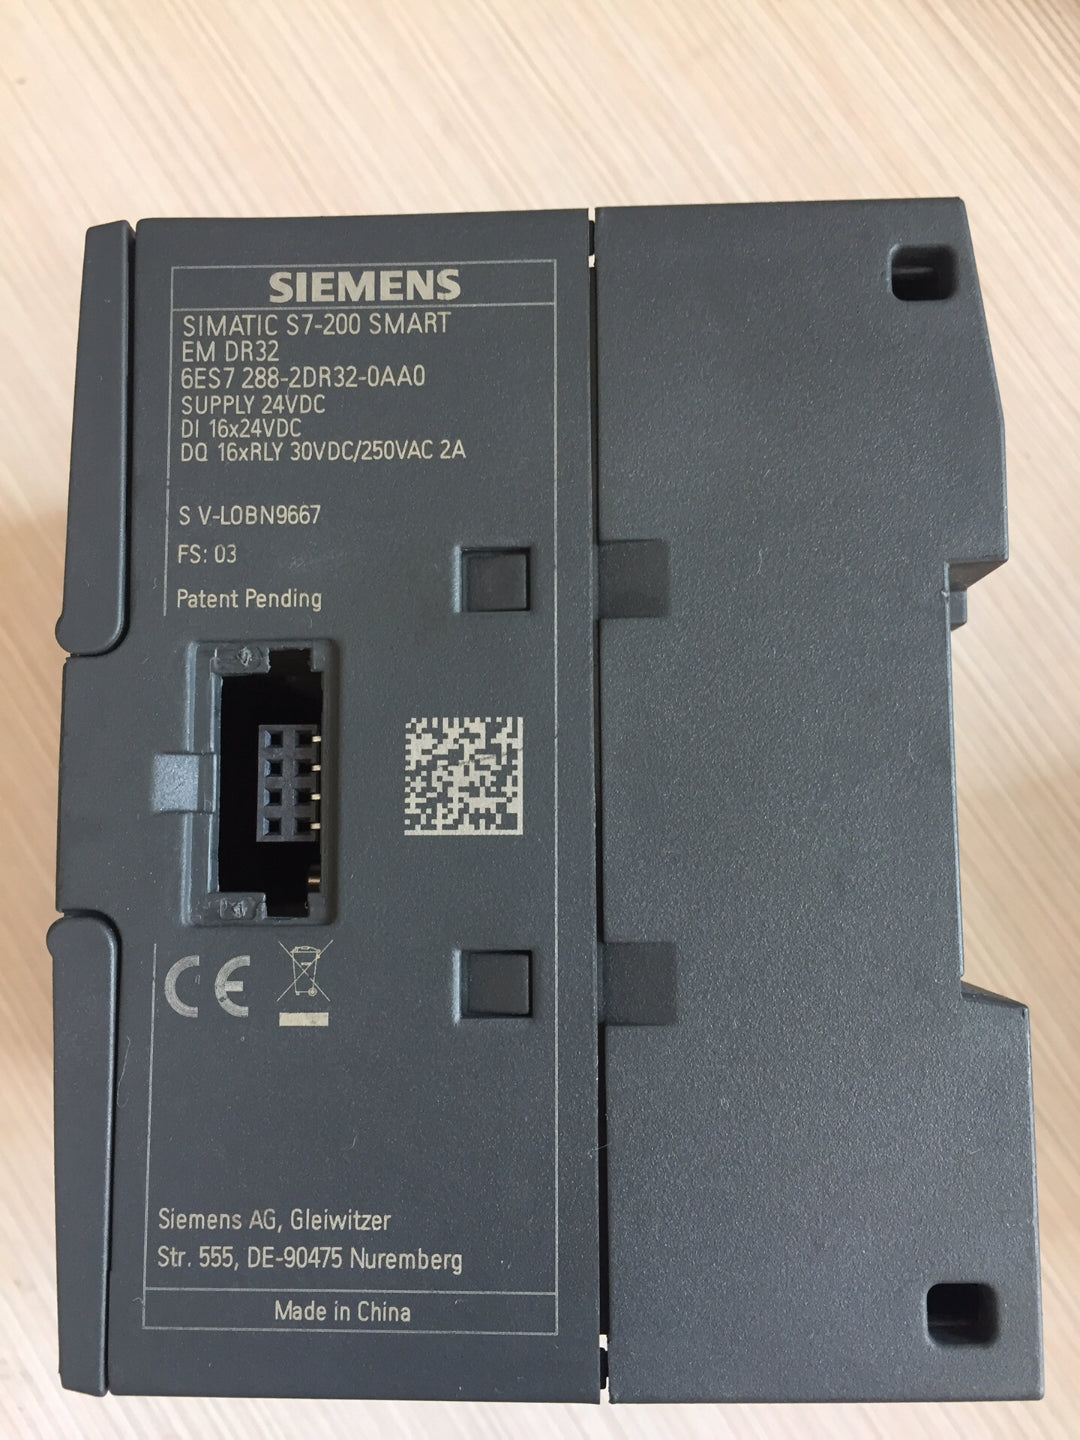 SIEMENS
SIMATIC S7-200 SMART
EM DR32
6ES7 288-2DR32-0AA0
SUPPLY 24VDC
DI 16x24VDC
DQ 16xRLY 30VDC/250VAC 2A
S V-L0BN9667
FS: 03
Patent Pending
CE
Siemens AG, Gleiwitzer
Str. 555, DE-90475 Nuremberg
Made in China